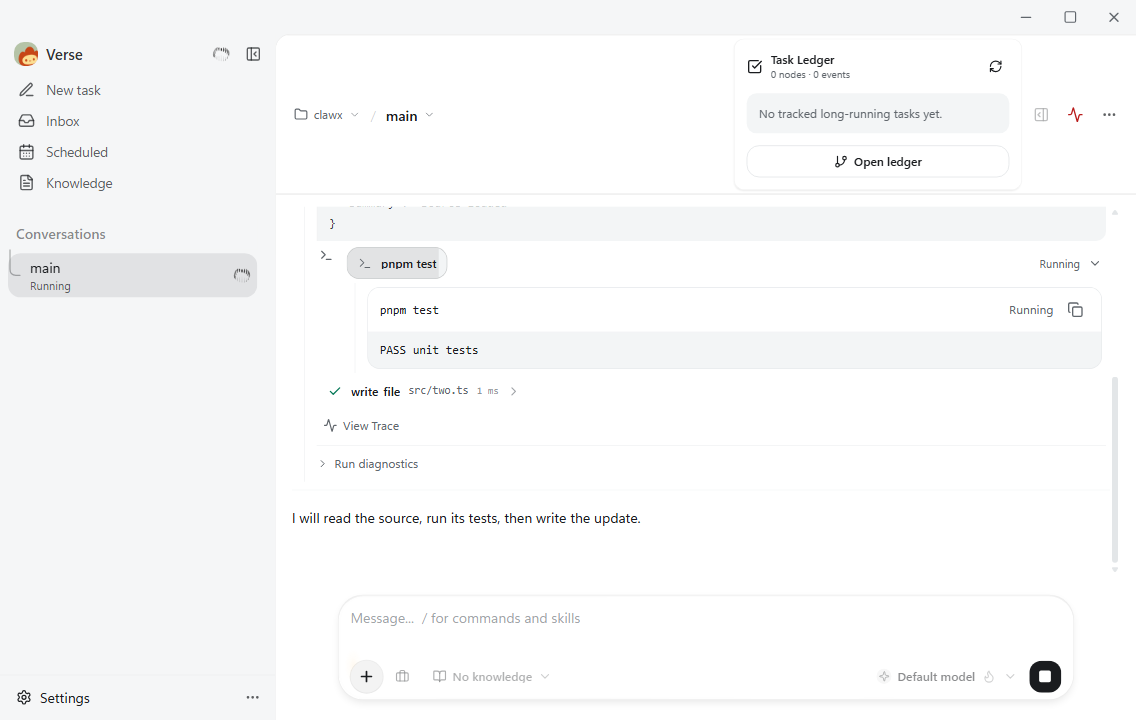 Verse
New task
Inbox
Scheduled
Knowledge
Conversations
main
Running
Settings
clawx / main
Task Ledger
0 nodes · 0 events
No tracked long-running tasks yet.
Open ledger
}
pnpm test
Running
pnpm test
Running
PASS unit tests
write file src/two.ts 1 ms
View Trace
Run diagnostics
I will read the source, run its tests, then write the update.
Message... / for commands and skills
No knowledge
Default model